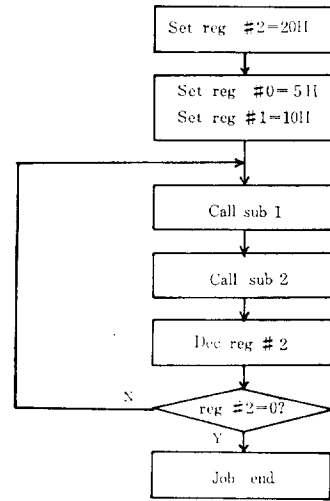 Set reg #2=20H
Set reg #0=5H
Set reg #1=10H
Call sub 1
Call sub 2
Dec reg #2
N
reg #2=0?
Y
Job end